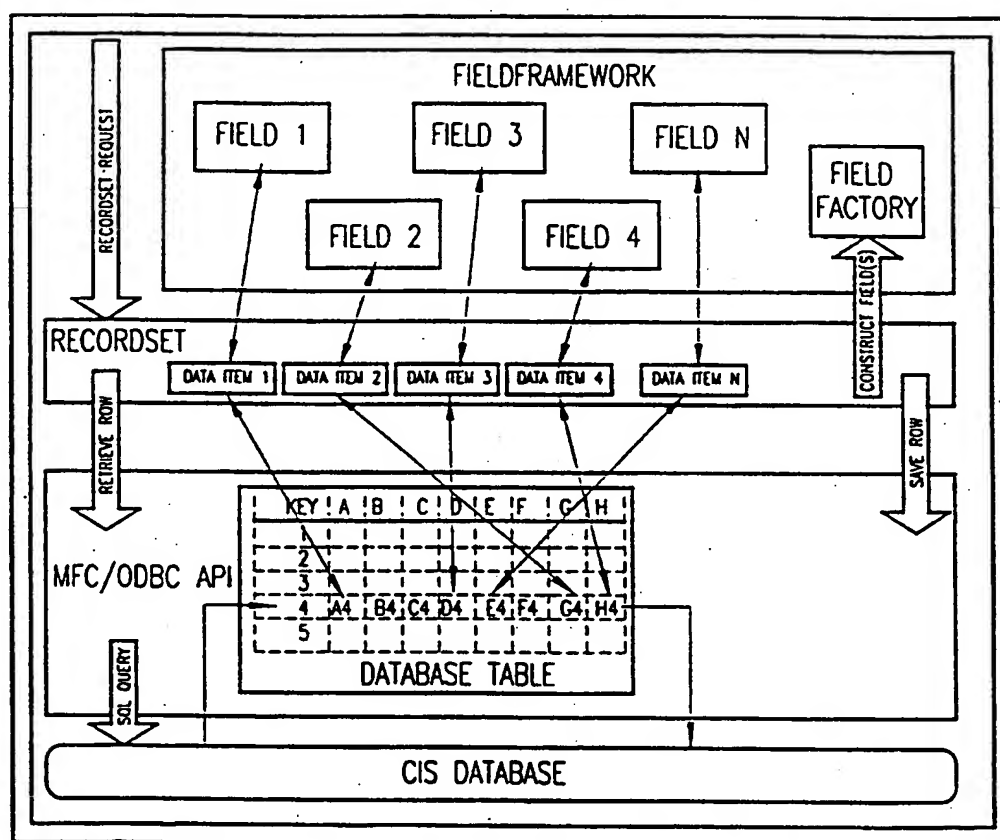 FIELDFRAMEWORK
FIELD 1
FIELD 3
FIELD N
FIELD FACTORY
FIELD 2
FIELD 4
RECORDSET-REQUEST
CONSTRUCT FIELD(S)
RECORDSET
DATA ITEM 1
DATA ITEM 2
DATA ITEM 3
DATA ITEM 4
DATA ITEM N
RETRIEVE ROW
SAVE ROW
KEY A B C D E F G H
1
2
3
MFC/ODBC API
4 A4 B4 C4 D4 E4 F4 G4 H4
5
DATABASE TABLE
SQL QUERY
CIS DATABASE